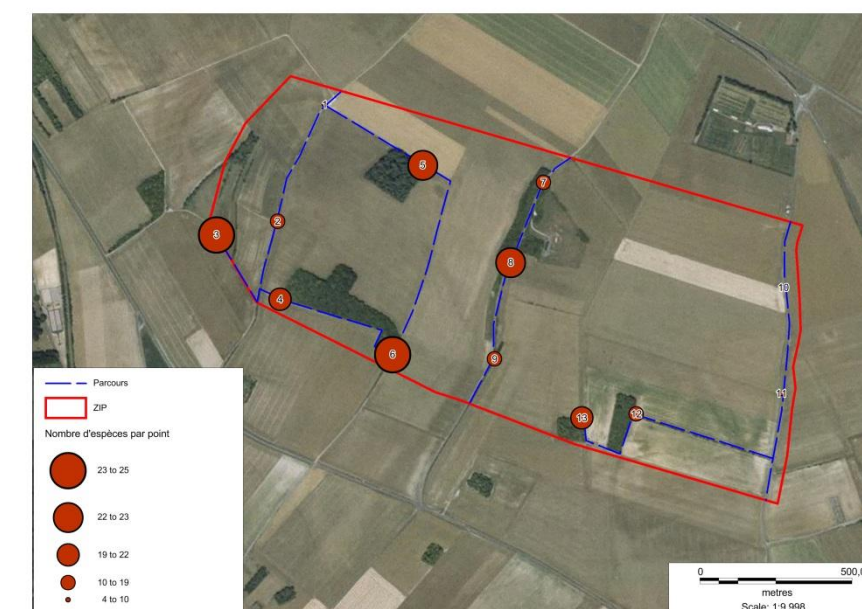 1
5
7
2
3
8
10
4
6
9
11
13
12
Parcours
ZIP
Nombre d'espèces par point
23 to 25
22 to 23
19 to 22
10 to 19
4 to 10
0 500,0
metres
Scale: 1:9 998